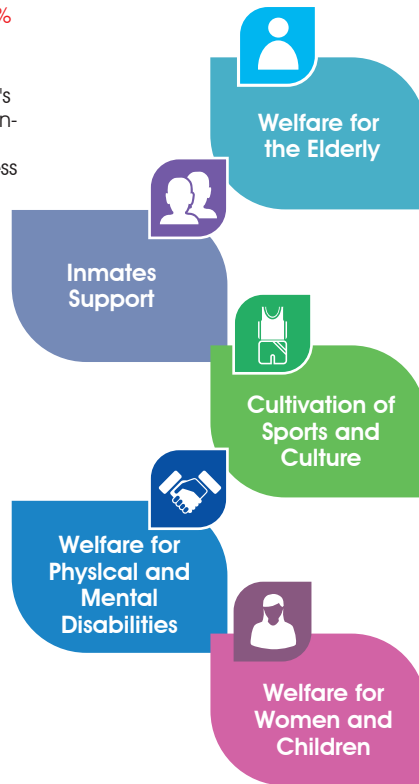 %
's
n-
ss
Welfare for
the Elderly
Inmates
Support
Cultivation of
Sports and
Culture
Welfare for
Physlcal and
Mental
Disabilities
Welfare for
Women and
Children